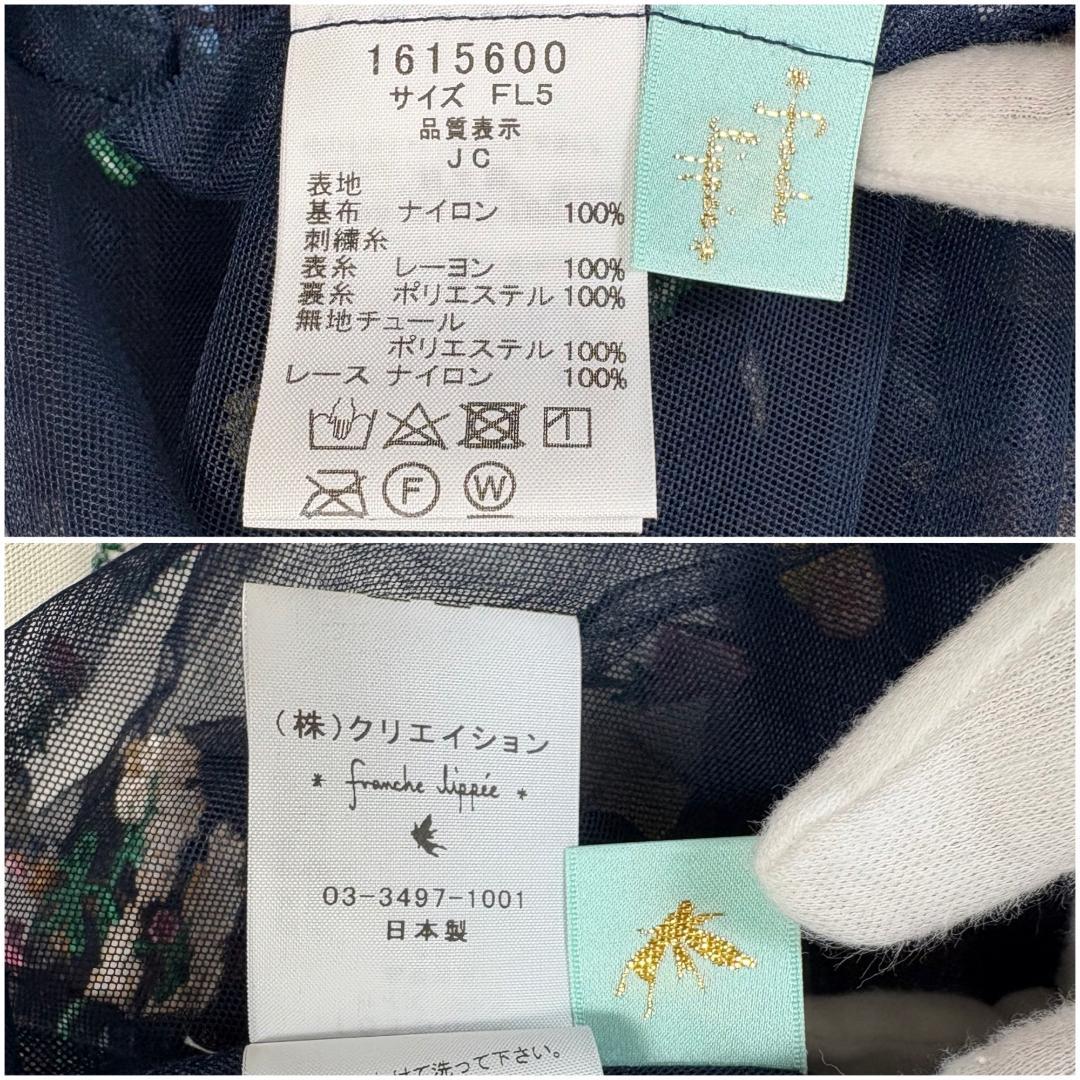 1615600
サイズ FL5
品質表示
JC
表地
基布 ナイロン 100%
刺繍糸
表糸 レーヨン 100%
裏糸 ポリエステル 100%
無地チュール
ポリエステル 100%
レース ナイロン 100%
F W
fl
(株)クリエイション
* franche lippée *
03-3497-1001
日本製
けて洗って下さい。